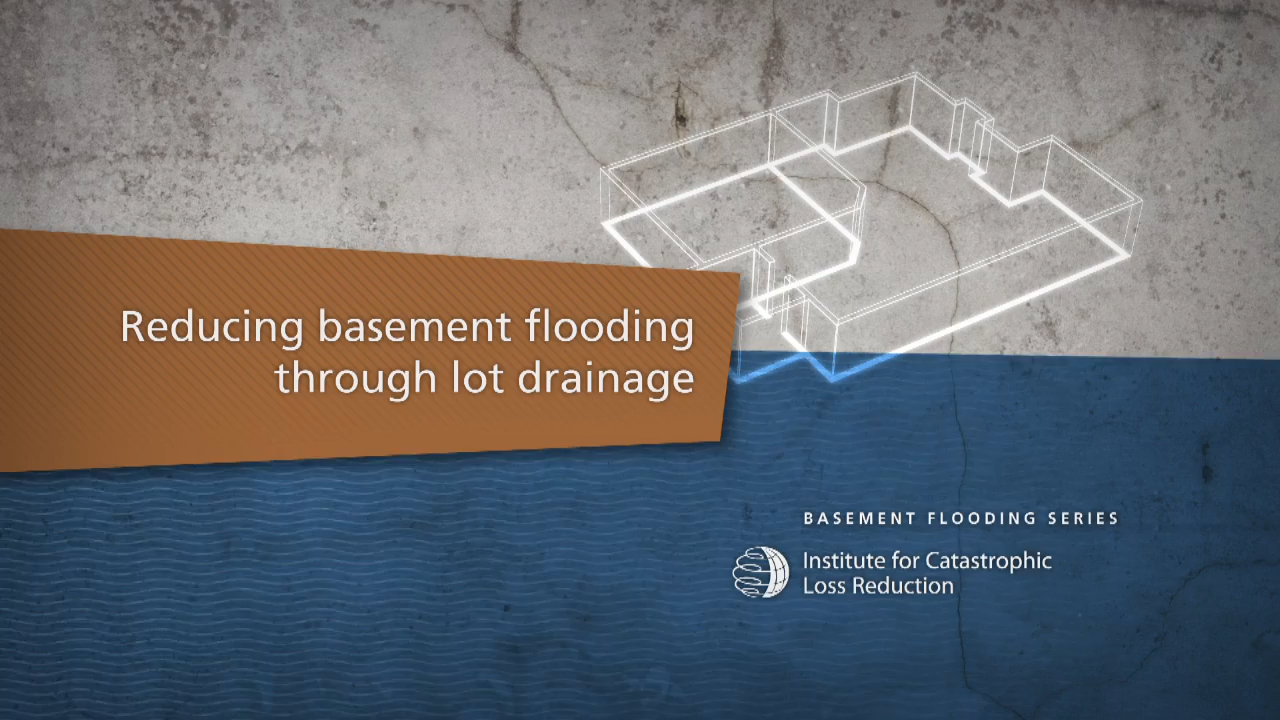 Reducing basement flooding
through lot drainage
BASEMENT FLOODING SERIES
Institute for Catastrophic
Loss Reduction